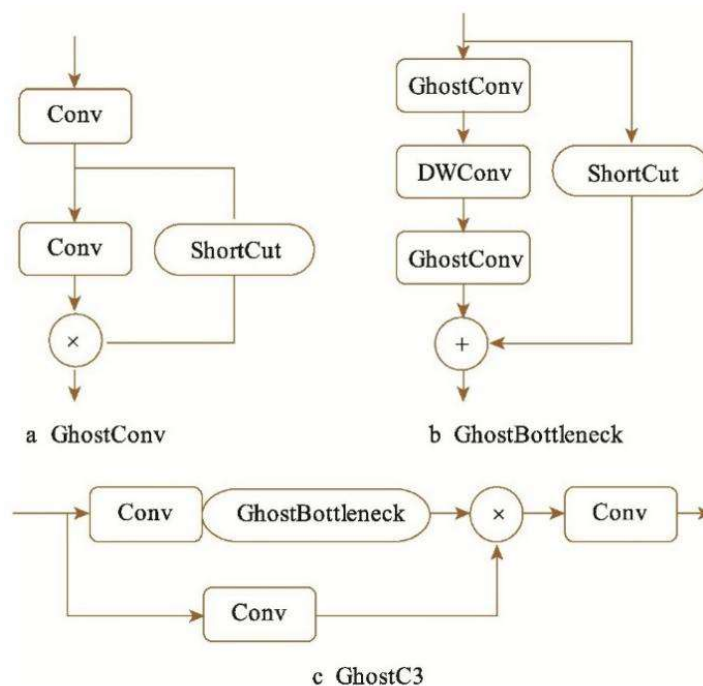 Conv
Conv
ShortCut
×
a GhostConv
GhostConv
DWConv
ShortCut
GhostConv
+
b GhostBottleneck
Conv
GhostBottleneck
×
Conv
Conv
c GhostC3